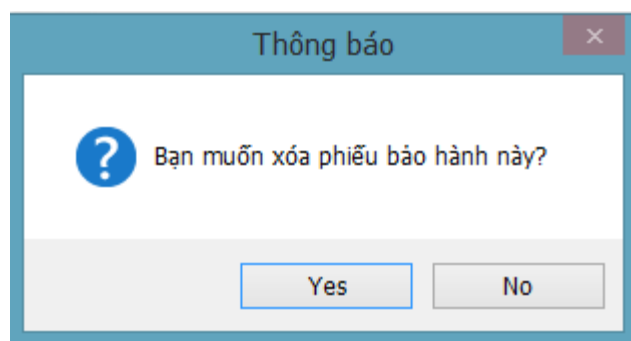 Thông báo
Bạn muốn xóa phiếu bảo hành này?
Yes
No